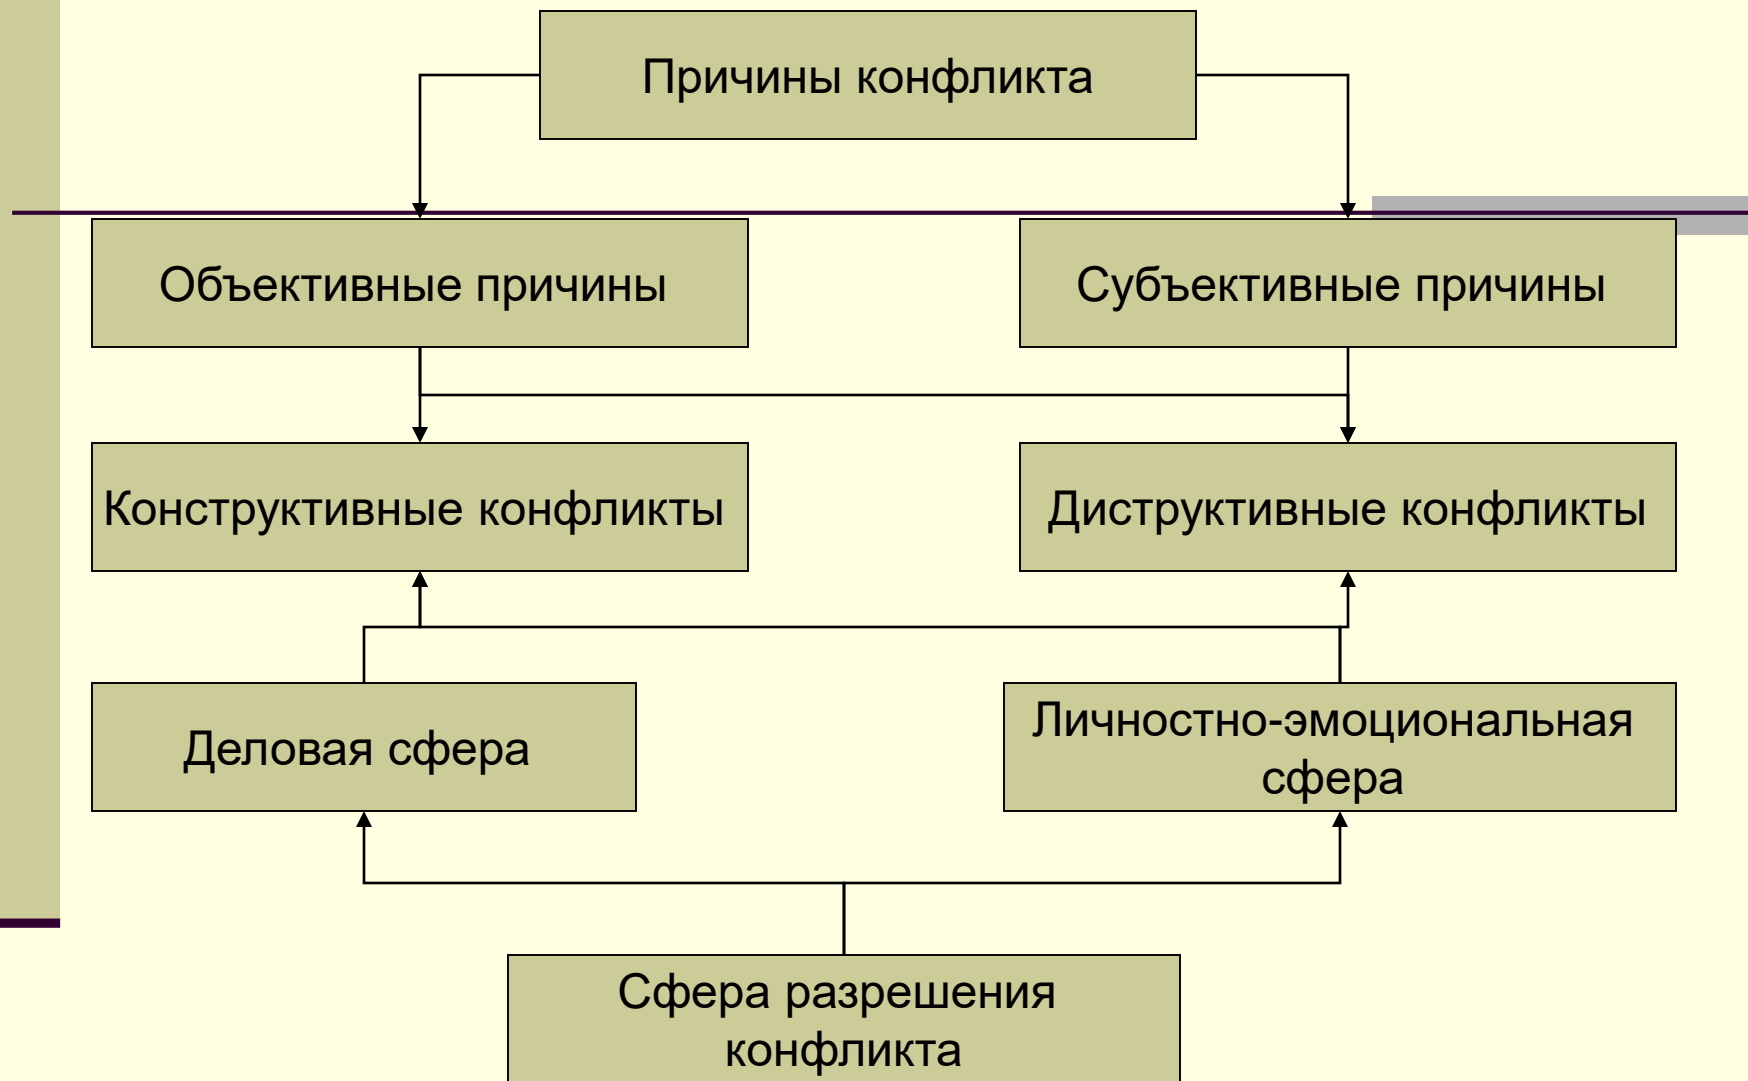 Причины конфликта
Объективные причины
Субъективные причины
Конструктивные конфликты
Диструктивные конфликты
Деловая сфера
Личностно-эмоциональная
сфера
Сфера разрешения
конфликта